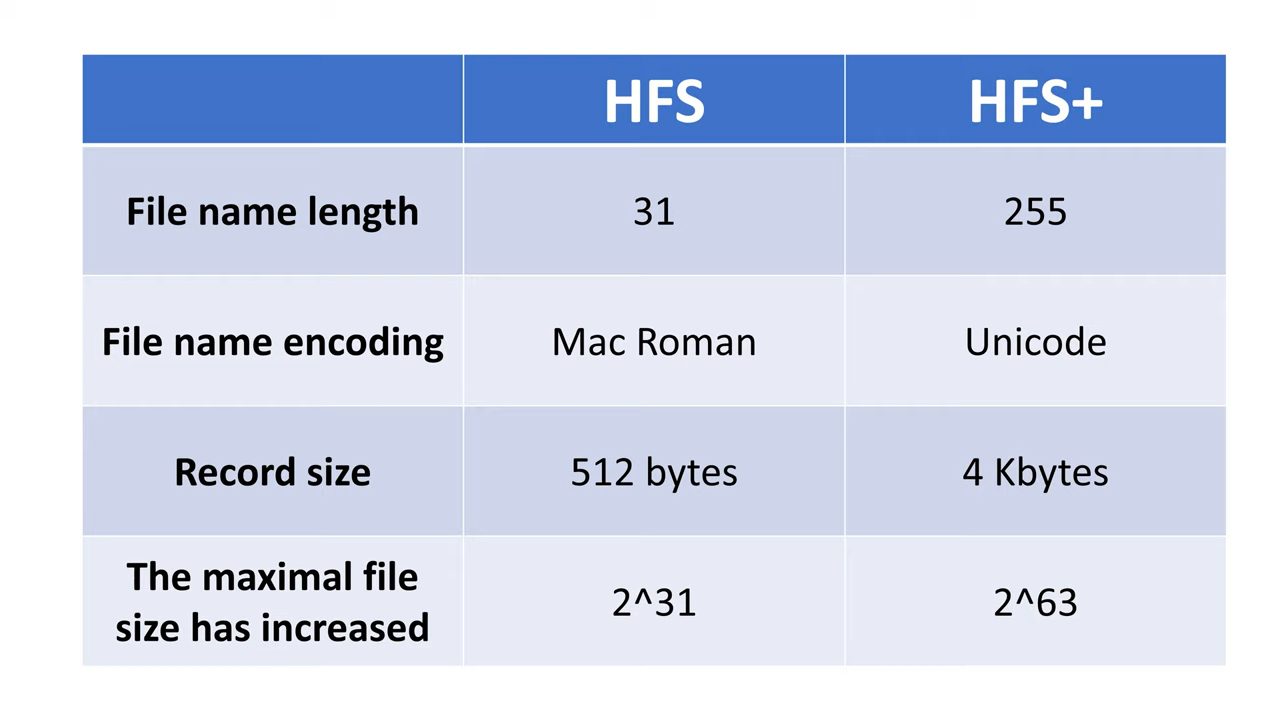 HFS HFS+
File name length 31 255
File name encoding Mac Roman Unicode
Record size 512 bytes 4 Kbytes
The maximal file
size has increased 2^31 2^63